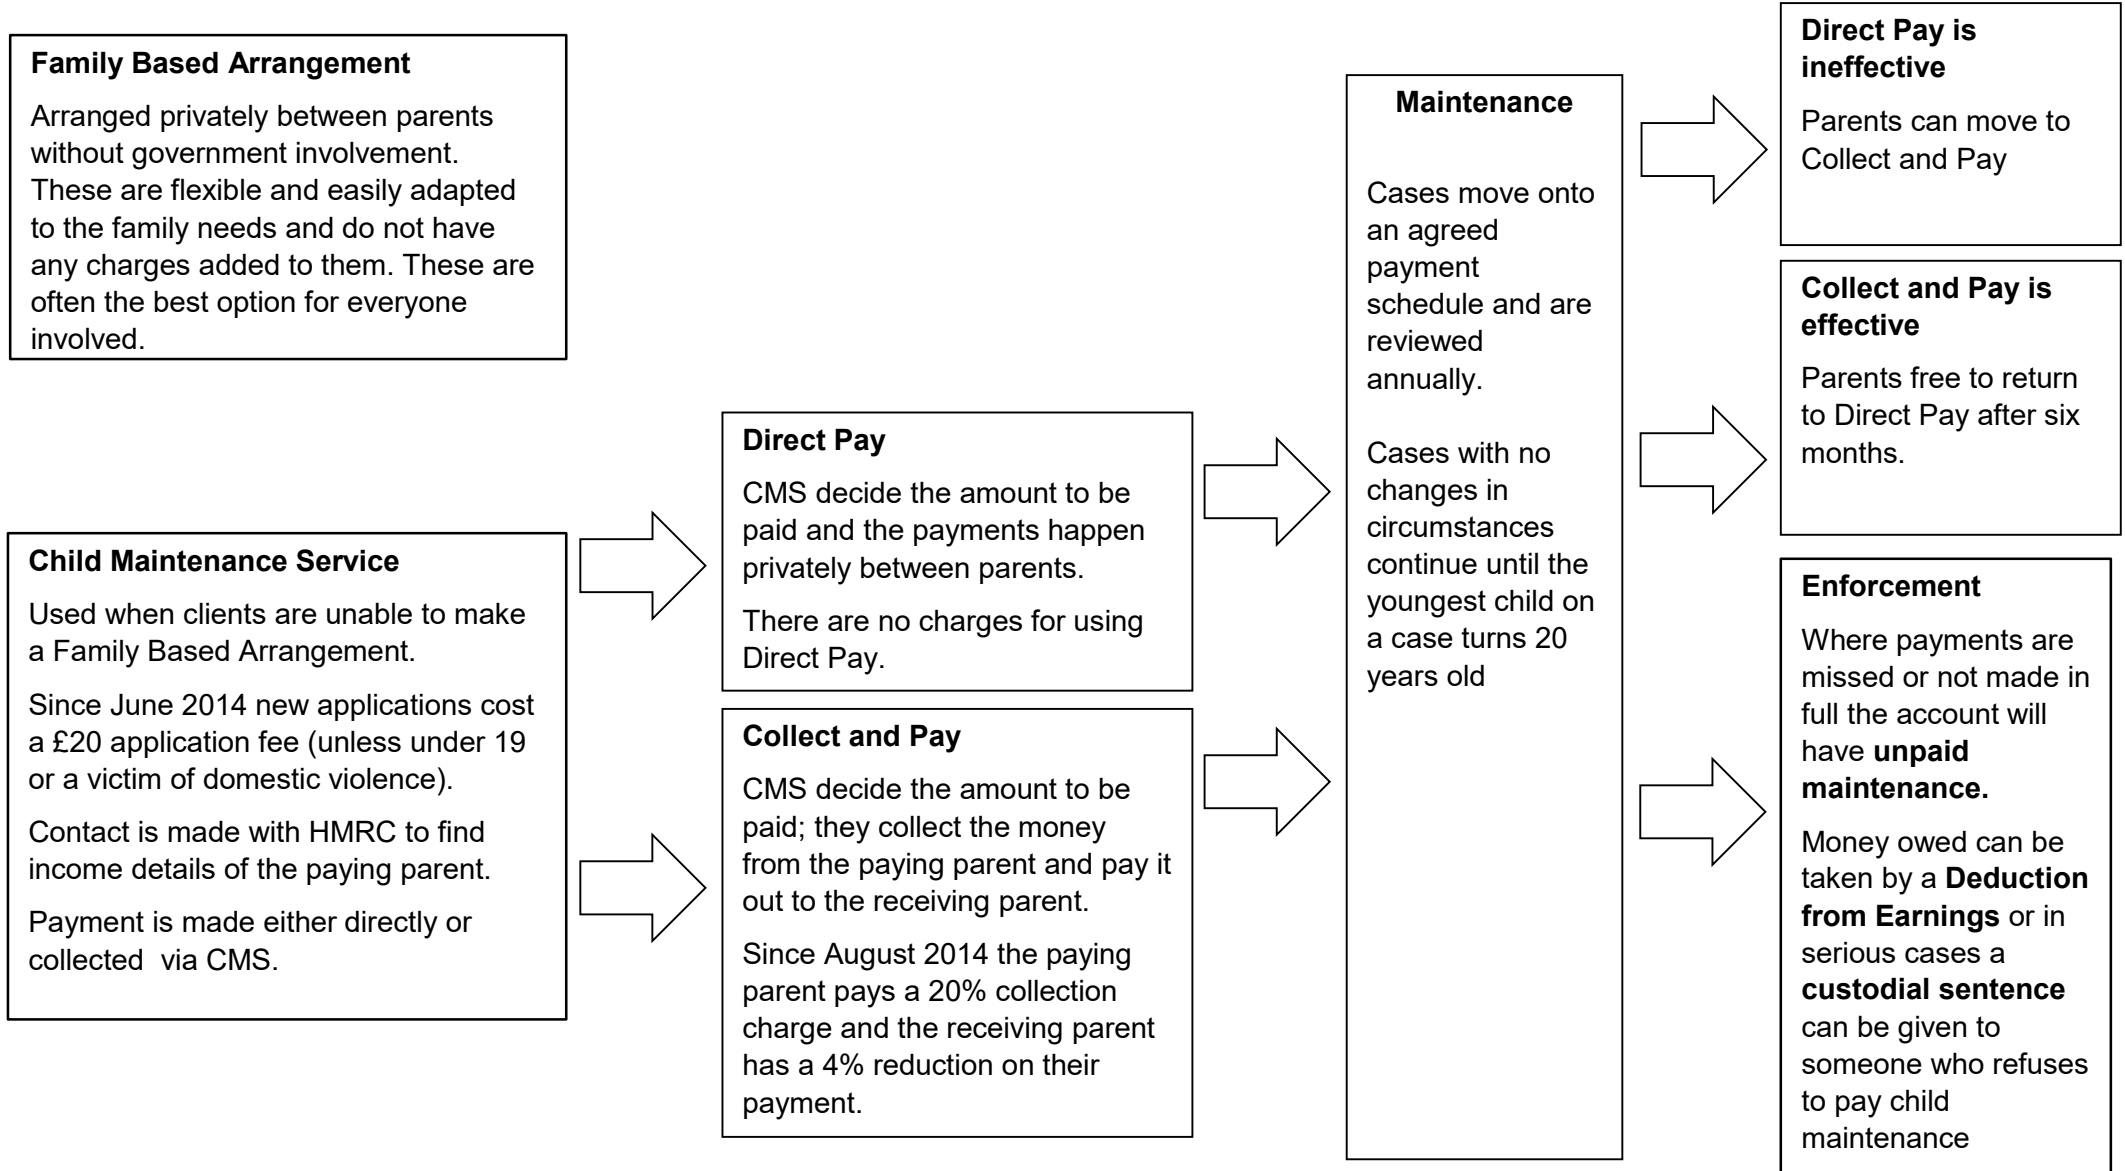 Family Based Arrangement
Arranged privately between parents
without government involvement.
These are flexible and easily adapted
to the family needs and do not have
any charges added to them. These are
often the best option for everyone
involved.
Child Maintenance Service
Used when clients are unable to make
a Family Based Arrangement.
Since June 2014 new applications cost
a £20 application fee (unless under 19
or a victim of domestic violence).
Contact is made with HMRC to find
income details of the paying parent.
Payment is made either directly or
collected  via CMS.
Direct Pay
CMS decide the amount to be
paid and the payments happen
privately between parents.
There are no charges for using
Direct Pay.
Collect and Pay
CMS decide the amount to be
paid; they collect the money
from the paying parent and pay it
out to the receiving parent.
Since August 2014 the paying
parent pays a 20% collection
charge and the receiving parent
has a 4% reduction on their
payment.
Maintenance
Cases move onto
an agreed
payment
schedule and are
reviewed
annually.
Cases with no
changes in
circumstances
continue until the
youngest child on
a case turns 20
years old
Direct Pay is
ineffective
Parents can move to
Collect and Pay
Collect and Pay is
effective
Parents free to return
to Direct Pay after six
months.
Enforcement
Where payments are
missed or not made in
full the account will
have unpaid
maintenance.
Money owed can be
taken by a Deduction
from Earnings or in
serious cases a
custodial sentence
can be given to
someone who refuses
to pay child
maintenance